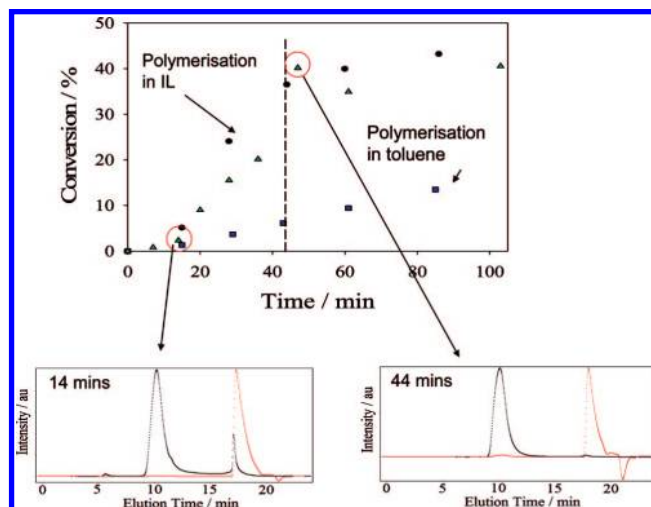 50
40
30
20
10
0
Conversion / %
Polymerisation
in IL
Polymerisation
in toluene
0 20 40 60 80 100
Time / min
14 mins
Intensity / au
0 5 10 15 20
Elution Time / min
44 mins
Intensity / au
0 5 10 15 20
Elution Time / min